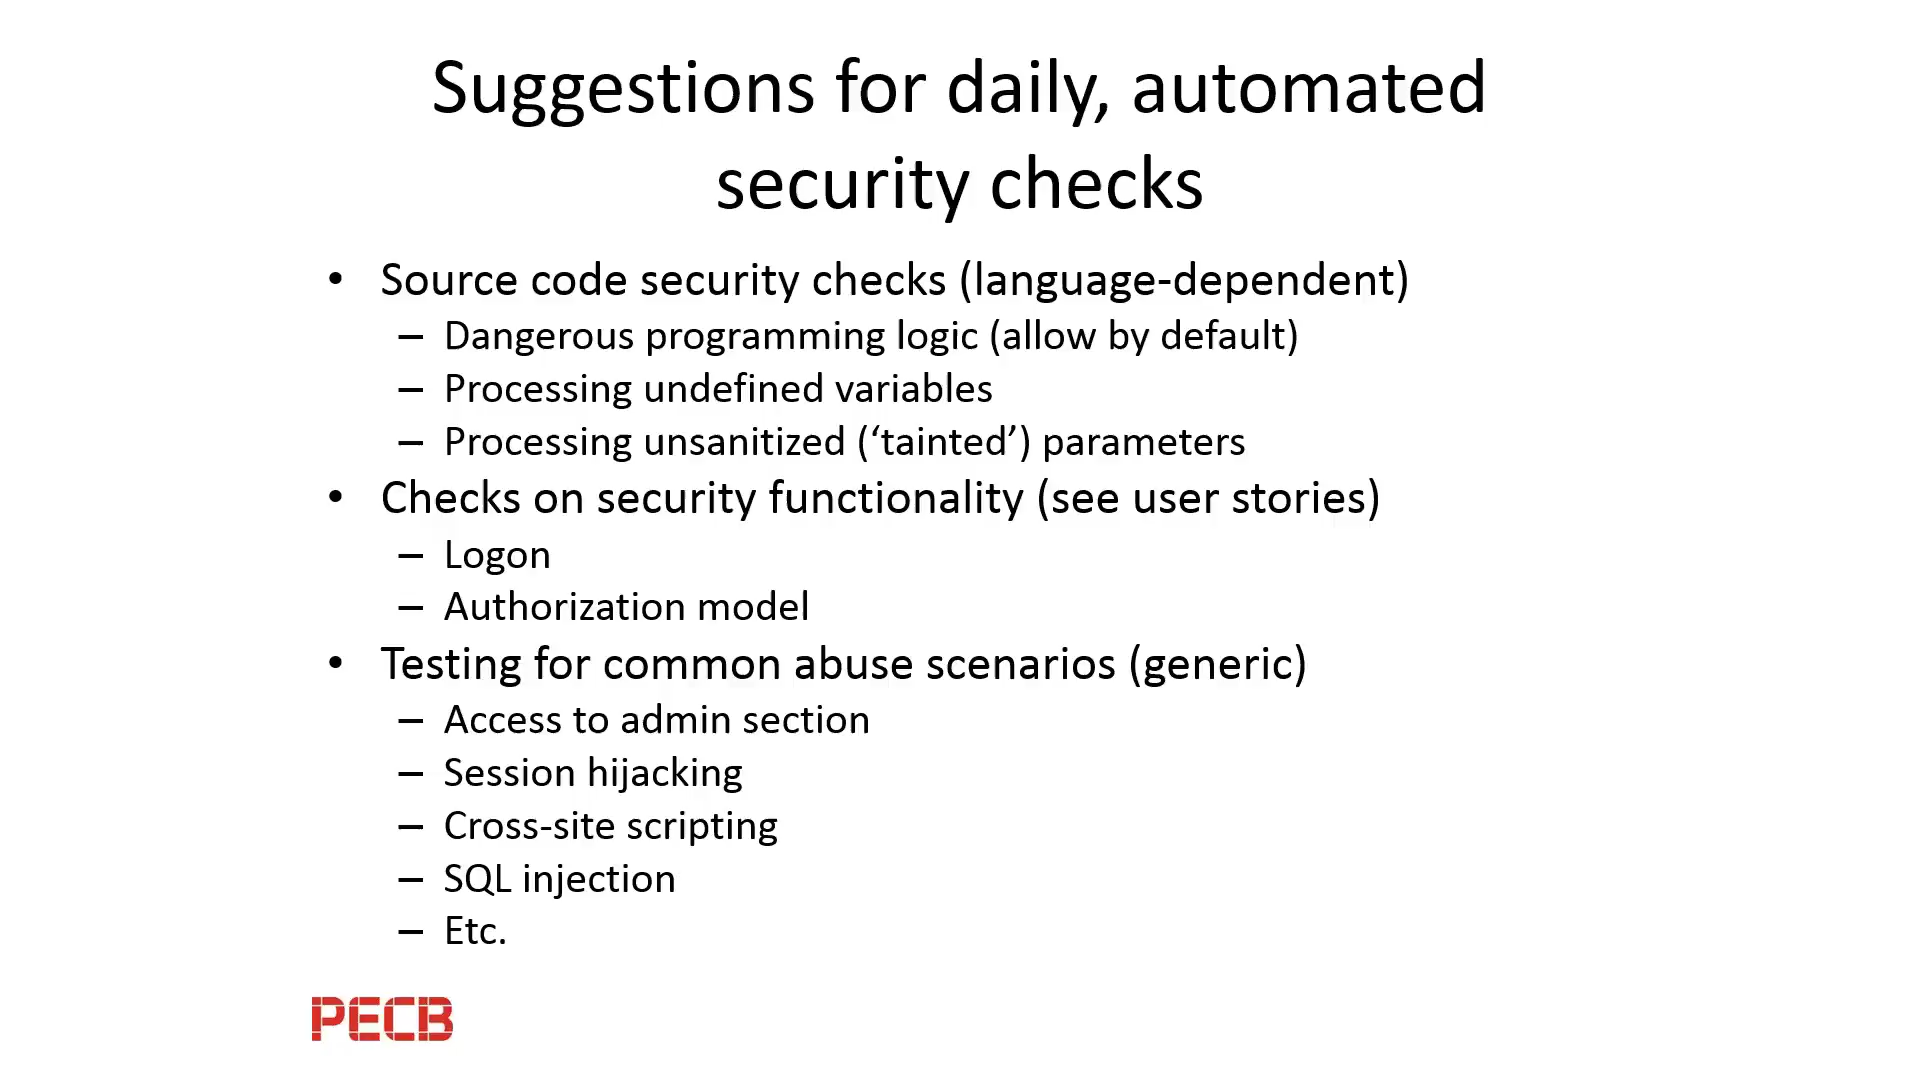 Suggestions for daily, automated
security checks
• Source code security checks (language-dependent)
– Dangerous programming logic (allow by default)
– Processing undefined variables
– Processing unsanitized (‘tainted’) parameters
• Checks on security functionality (see user stories)
– Logon
– Authorization model
• Testing for common abuse scenarios (generic)
– Access to admin section
– Session hijacking
– Cross-site scripting
– SQL injection
– Etc.
PECB